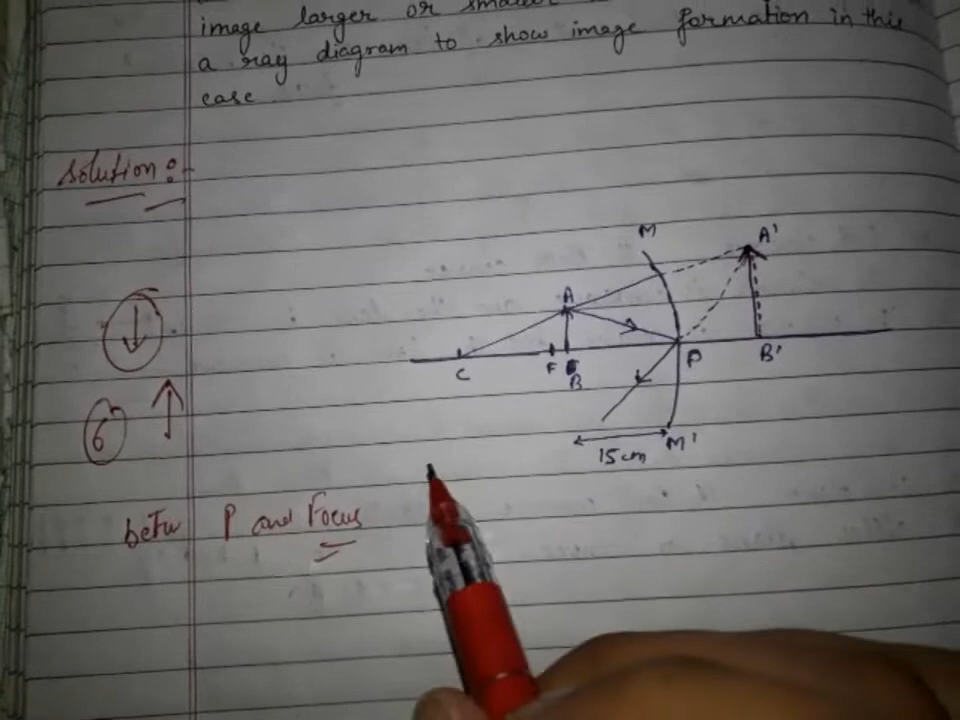 image larger or smaller
a ray diagram to show image formation in this
case
Solution :-
M
A'
A
C
F
B
P
B'
6
15 cm
M'
betw P and Focus